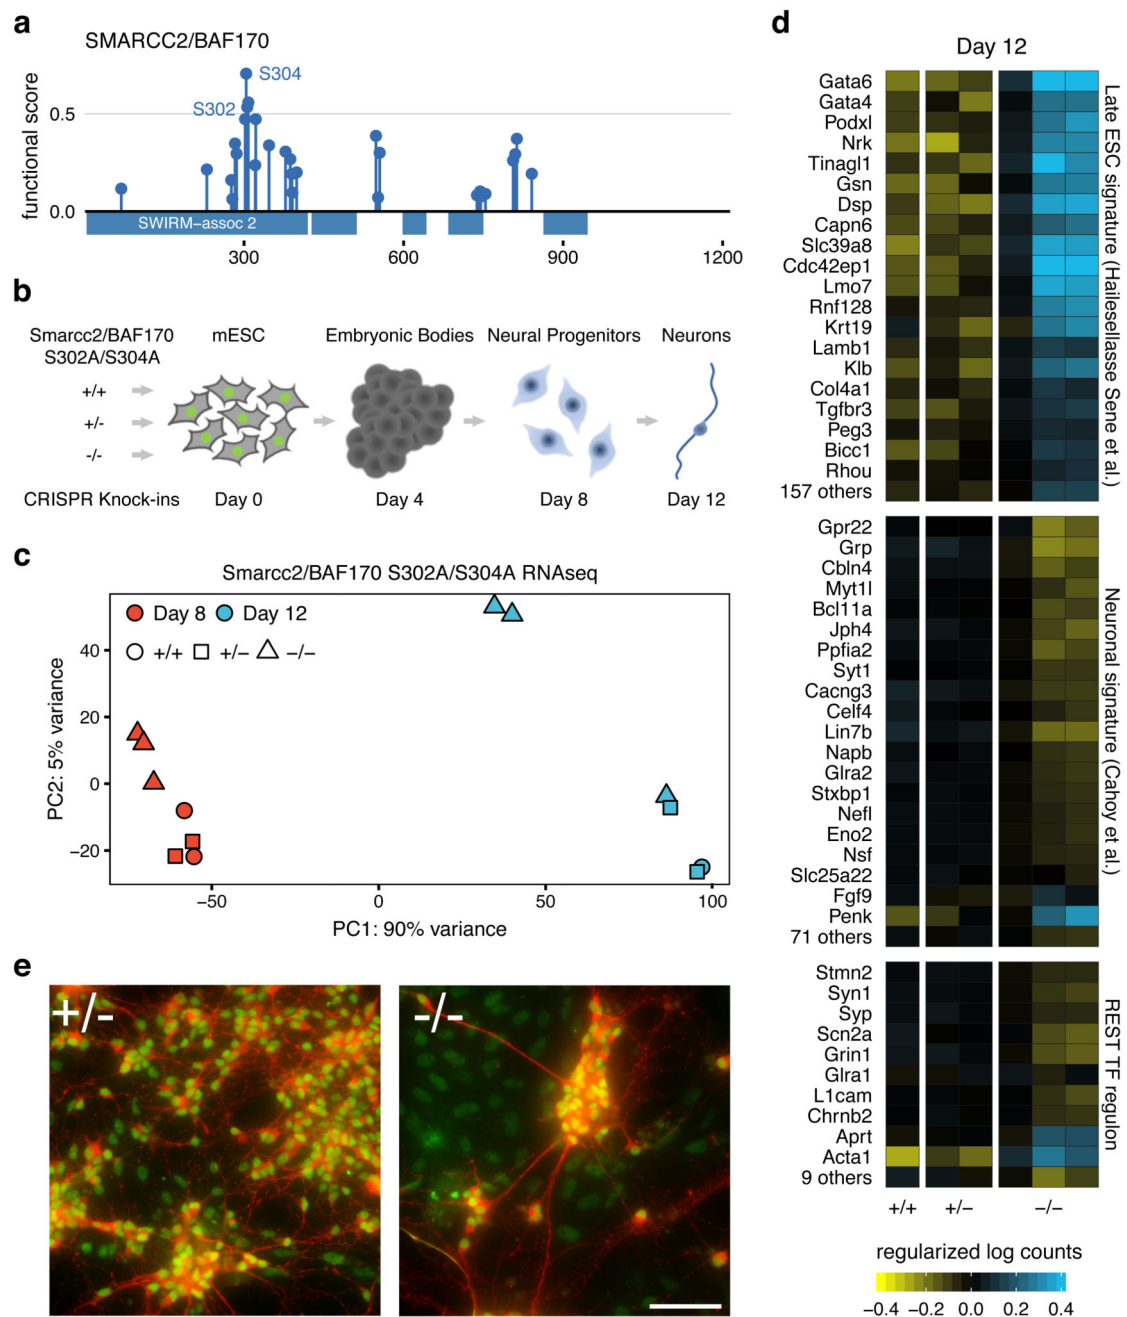 a
SMARCC2/BAF170
functional score
0.5
0.0
S304
S302
SWIRM-assoc 2
300
600
900
1200
b
Smarcc2/BAF170
S302A/S304A
mESC
Embryonic Bodies
Neural Progenitors
Neurons
+/+
+/-
-/-
CRISPR Knock-ins
Day 0
Day 4
Day 8
Day 12
c
Smarcc2/BAF170 S302A/S304A RNAseq
Day 8
Day 12
+/+
+/−
−/−
PC2: 5% variance
40
20
0
−20
−50
0
50
100
PC1: 90% variance
d
Day 12
Gata6
Gata4
Podxl
Nrk
Tinagl1
Gsn
Dsp
Capn6
Slc39a8
Cdc42ep1
Lmo7
Rnf128
Krt19
Lamb1
Klb
Col4a1
Tgfbr3
Peg3
Bicc1
Rhou
157 others
Late ESC signature (Hailesellasse Sene et al.)
Gpr22
Grp
Cbln4
Myt1l
Bcl11a
Jph4
Ppfia2
Syt1
Cacng3
Celf4
Lin7b
Napb
Glra2
Stxbp1
Nefl
Eno2
Nsf
Slc25a22
Fgf9
Penk
71 others
Neuronal signature (Cahoy et al.)
Stmn2
Syn1
Syp
Scn2a
Grin1
Glra1
L1cam
Chrnb2
Aprt
Acta1
9 others
REST TF regulon
+/+
+/−
−/−
regularized log counts
−0.4 −0.2 0.0 0.2 0.4
e
+/-
-/-